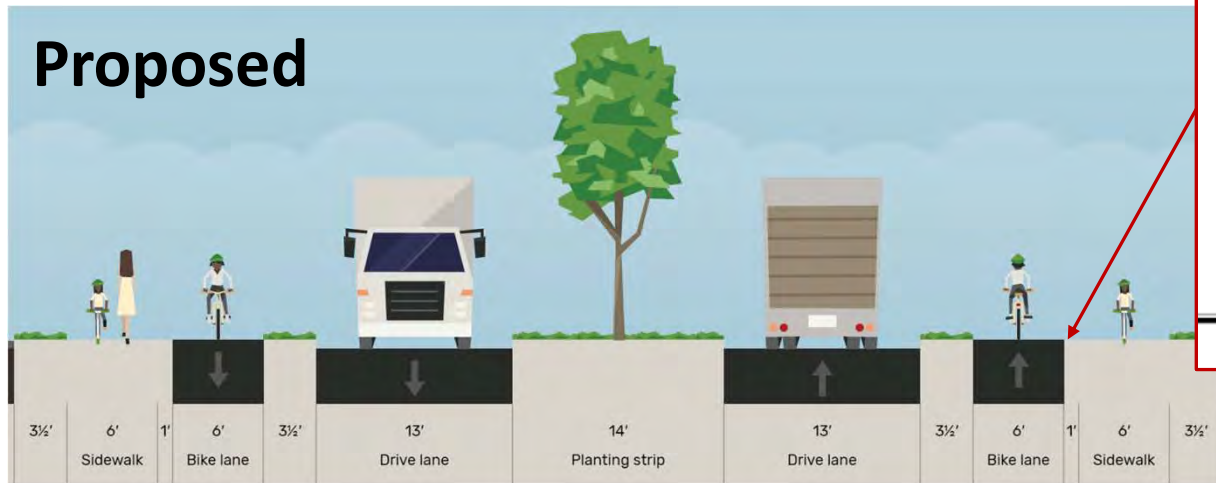 Proposed
3½' 6' 1' 6' 3½' 13' 14' 13' 3½' 6' 1' 6' 3½'
Sidewalk Bike lane Drive lane Planting strip Drive lane Bike lane Sidewalk